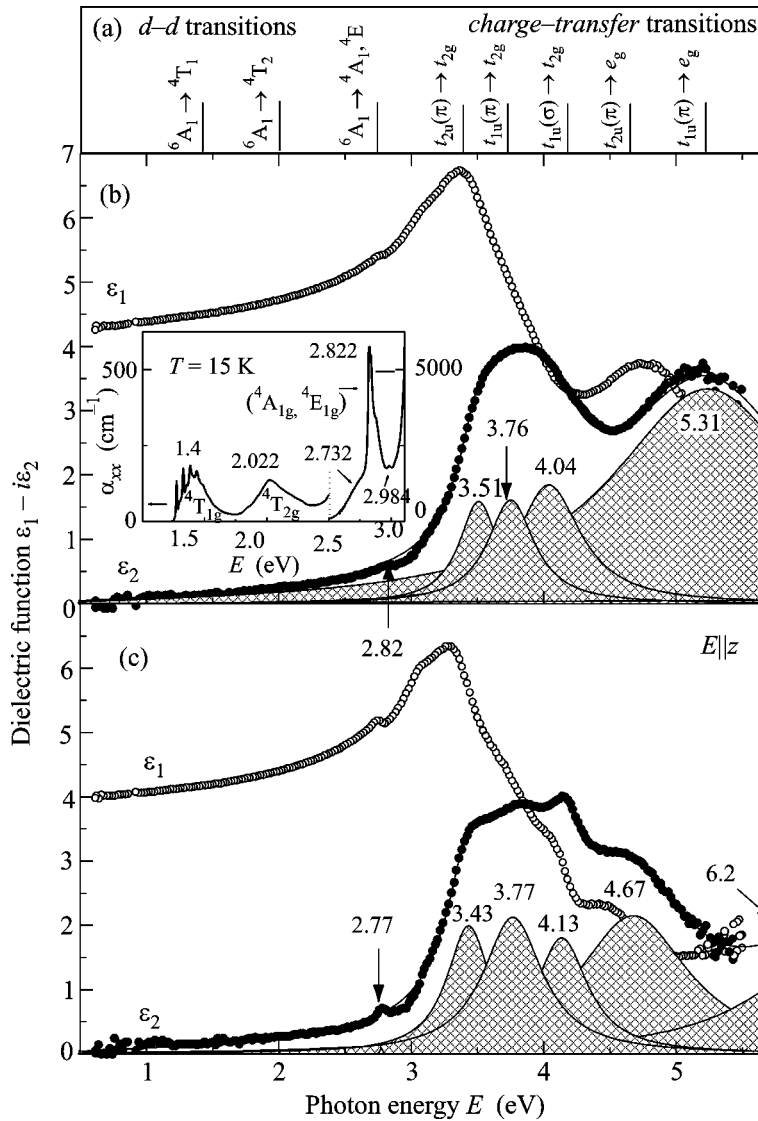 (a) d–d transitions charge–transfer transitions
⁶A₁ → ⁴T₁
⁶A₁ → ⁴T₂
⁶A₁ → ⁴A₁, ⁴E
t₂ᵤ(π) → t₂g
t₁ᵤ(π) → t₂g
t₁ᵤ(σ) → t₂g
t₂ᵤ(π) → e_g
t₁ᵤ(π) → e_g
Dielectric function ε₁ – iε₂
7
(b)
6
ε₁
5
4
3
2
1
0
T = 15 K
2.822
500
5000
(⁴A₁g, ⁴E₁g)
αₓₓ (cm⁻¹)
1.4
2.022
2.732
2.984
⁴T₁g
⁴T₂g
0
0
1.5 2.0 2.5 3.0
E (eV)
3.76
5.31
3.51
4.04
ε₂
2.82
(c)
E||z
6
ε₁
5
4
3
2
1
0
6.2
2.77
3.43
3.77
4.13
4.67
ε₂
1 2 3 4 5
Photon energy E (eV)